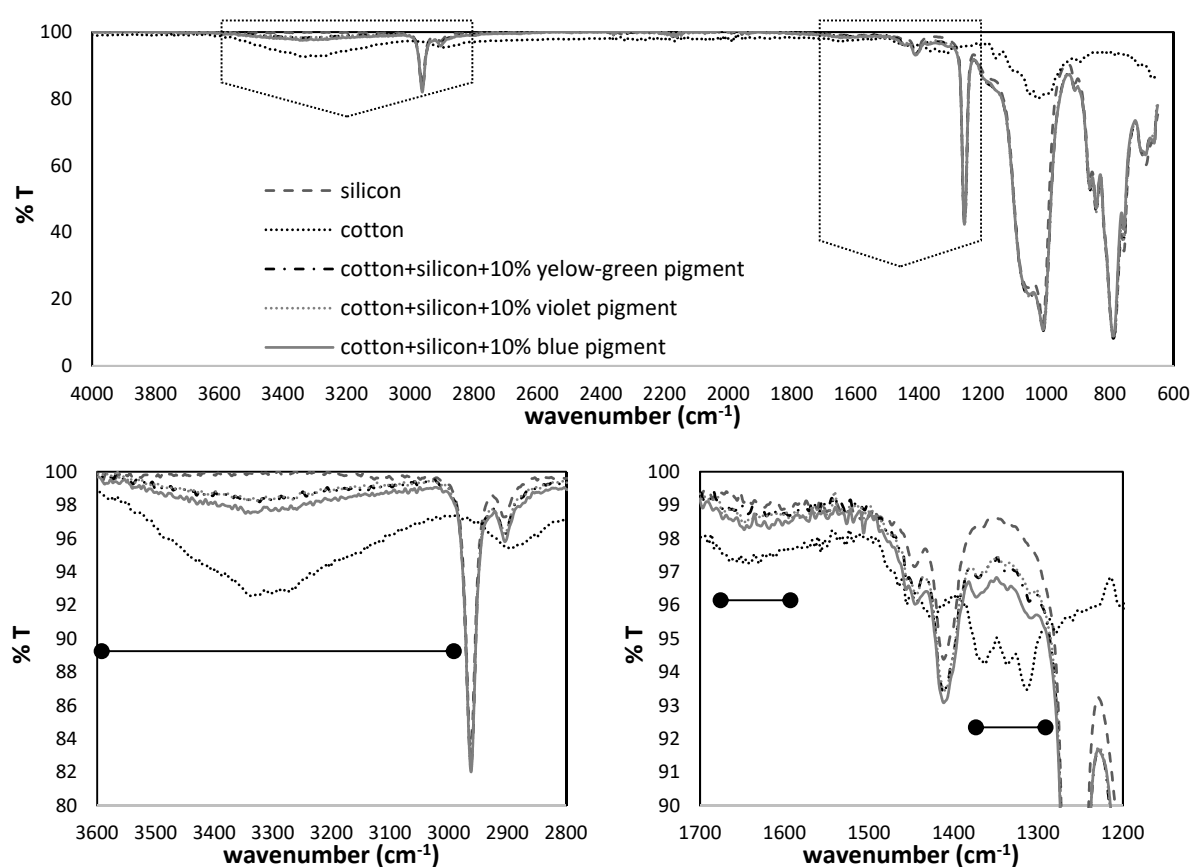 100
80
60
40
20
0
% T
silicon
cotton
cotton+silicon+10% yelow-green pigment
cotton+silicon+10% violet pigment
cotton+silicon+10% blue pigment
4000 3800 3600 3400 3200 3000 2800 2600 2400 2200 2000 1800 1600 1400 1200 1000 800 600
wavenumber (cm⁻¹)
100
98
96
94
92
90
88
86
84
82
80
% T
3600 3500 3400 3300 3200 3100 3000 2900 2800
wavenumber (cm⁻¹)
100
99
98
97
96
95
94
93
92
91
90
% T
1700 1600 1500 1400 1300 1200
wavenumber (cm⁻¹)